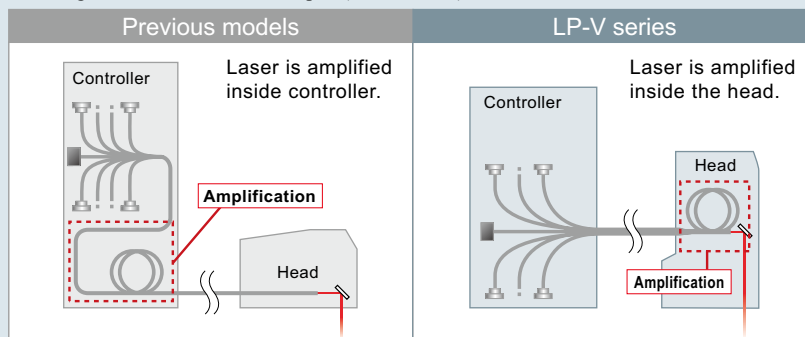 Previous models
Controller
Laser is amplified
inside controller.
Amplification
Head
LP-V series
Laser is amplified
inside the head.
Controller
Head
Amplification